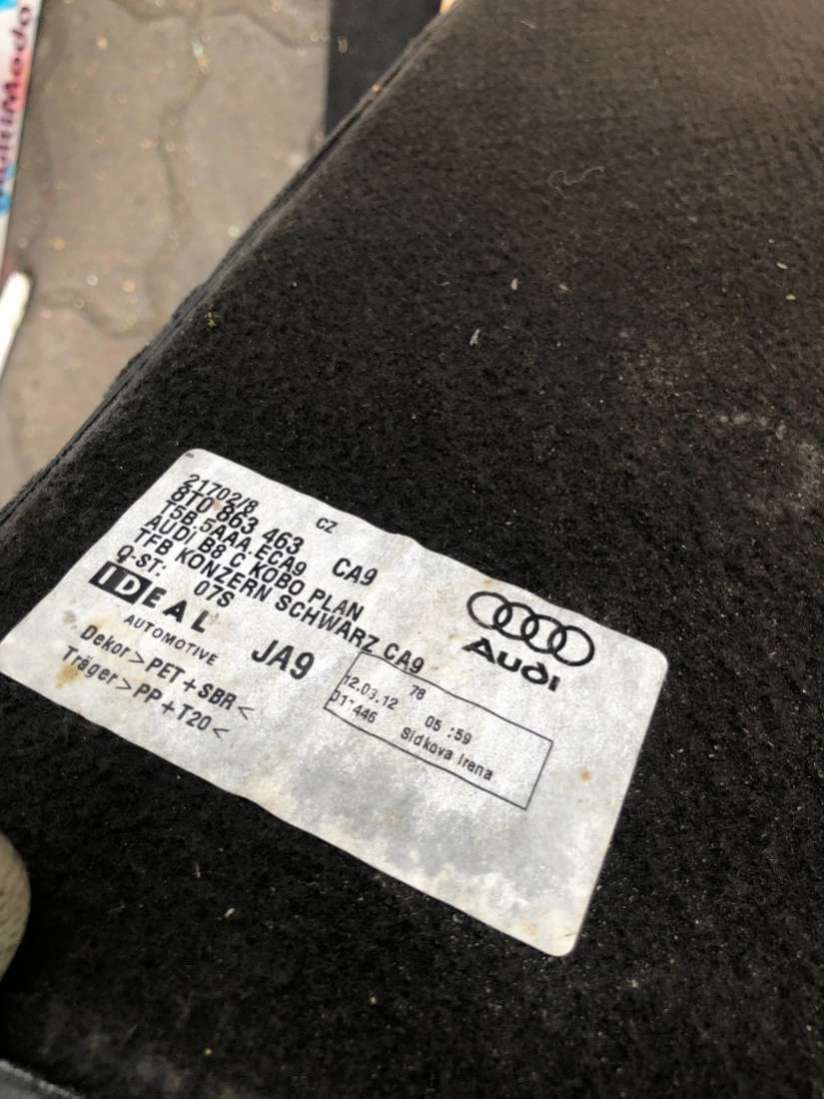 21702/8
CZ
8T0 863 463 CA9
T5B.5AAA.ECA9
AUDI B8 C KOBO PLAN
TFB KONZERN SCHWARZ CA9
Q-ST: 07S
IDEAL
AUTOMOTIVE
JA9
Dekor>PET+SBR<
Träger>PP+T20<
Audi
78
12.03.12 05:59
Sidkova Irena